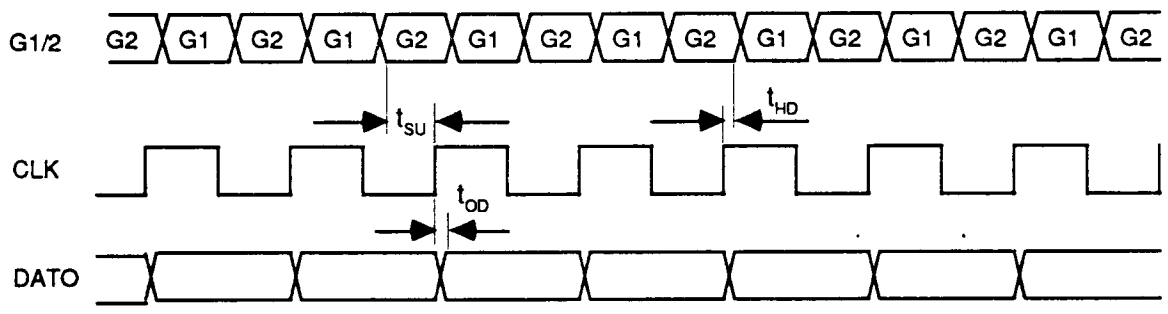 G1/2 G2 G1 G2 G1 G2 G1 G2 G1 G2 G1 G2 G1 G2 G1 G2
tSU tHD
CLK
tOD
DATO